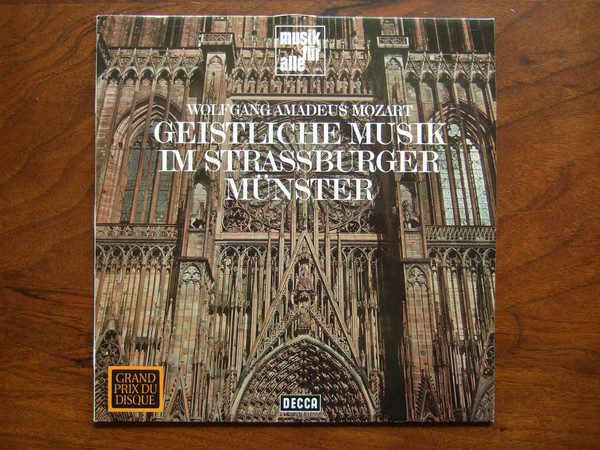 musik
für
alle
WOLFGANG AMADEUS MOZART
GEISTLICHE MUSIK
IM STRASSBURGER
MÜNSTER
GRAND
PRIX DU
DISQUE
DECCA